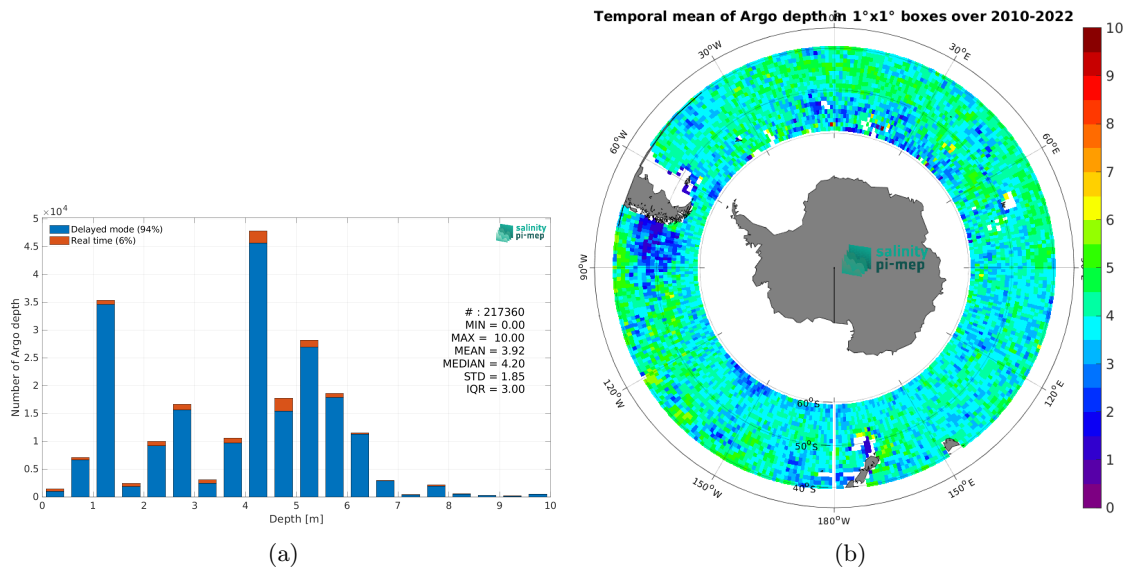 ×10⁴
5
4.5
4
3.5
3
2.5
2
1.5
1
0.5
0
Number of Argo depth
Delayed mode (94%)
Real time (6%)
salinity
pi-mep
# : 217360
MIN = 0.00
MAX = 10.00
MEAN = 3.92
MEDIAN = 4.20
STD = 1.85
IQR = 3.00
0 1 2 3 4 5 6 7 8 9 10
Depth [m]
(a)
Temporal mean of Argo depth in 1°x1° boxes over 2010-2022
0°E
30°W
30°E
60°W
60°E
90°W
120°W
120°E
150°W
150°E
180°W
60°S
50°S
40°S
salinity
pi-mep
10
9
8
7
6
5
4
3
2
1
0
(b)